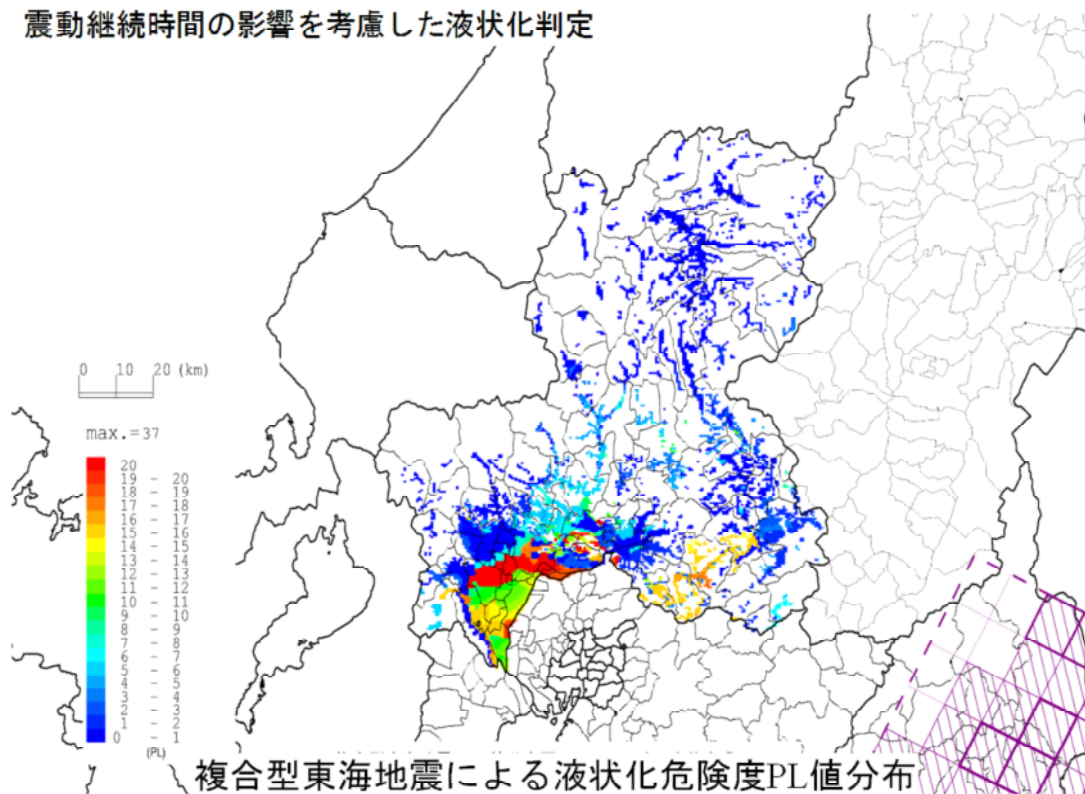 震動継続時間の影響を考慮した液状化判定
0 10 20 (km)
max.=37
20
19 - 20
18 - 19
17 - 18
16 - 17
15 - 16
14 - 15
13 - 14
12 - 13
11 - 12
10 - 11
9 - 10
8 - 9
7 - 8
6 - 7
5 - 6
4 - 5
3 - 4
2 - 3
1 - 2
0 - 1
(PL)
複合型東海地震による液状化危険度PL値分布